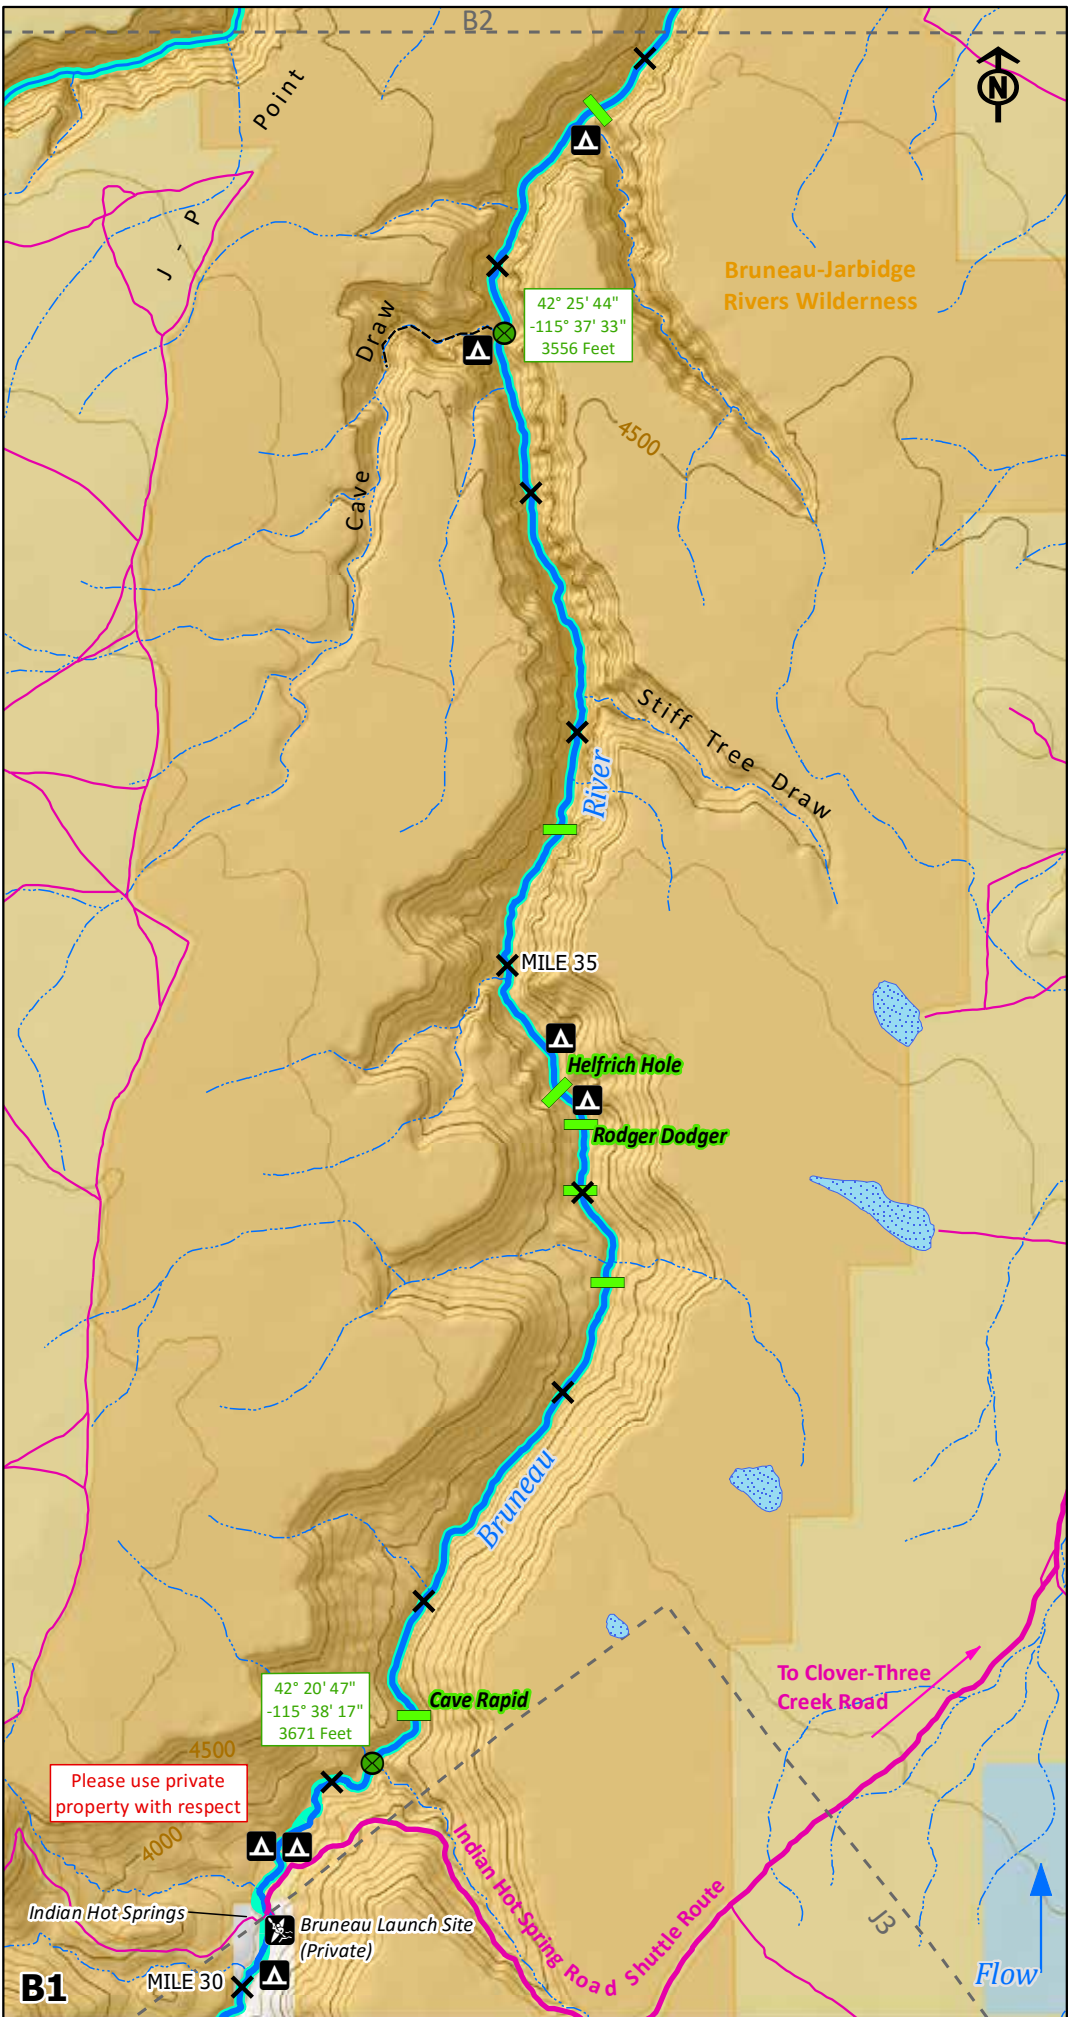 B2
N
Point
J - P
Bruneau-Jarbidge
Rivers Wilderness
42° 25' 44"
-115° 37' 33"
3556 Feet
Draw
Cave
4500
Stiff Tree Draw
River
MILE 35
Helfrich Hole
Rodger Dodger
Bruneau
To Clover-Three
Creek Road
42° 20' 47"
-115° 38' 17"
3671 Feet
Cave Rapid
4500
Please use private
property with respect
4000
Indian Hot Spring Road Shuttle Route
Indian Hot Springs
Bruneau Launch Site
(Private)
J3
MILE 30
B1
Flow